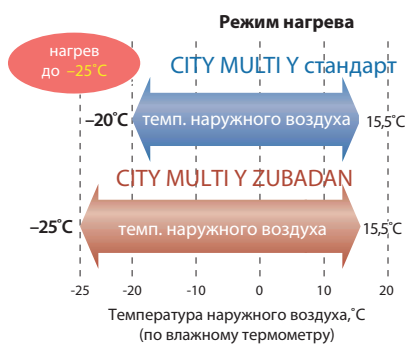 Режим нагрева
нагрев
до –25˚C
CITY MULTI Y стандарт
–20˚C
темп. наружного воздуха
15,5˚C
CITY MULTI Y ZUBADAN
–25˚C
темп. наружного воздуха
15,5˚C
-25 -20 -10 0 10 20
Температура наружного воздуха,˚C
(по влажному термометру)